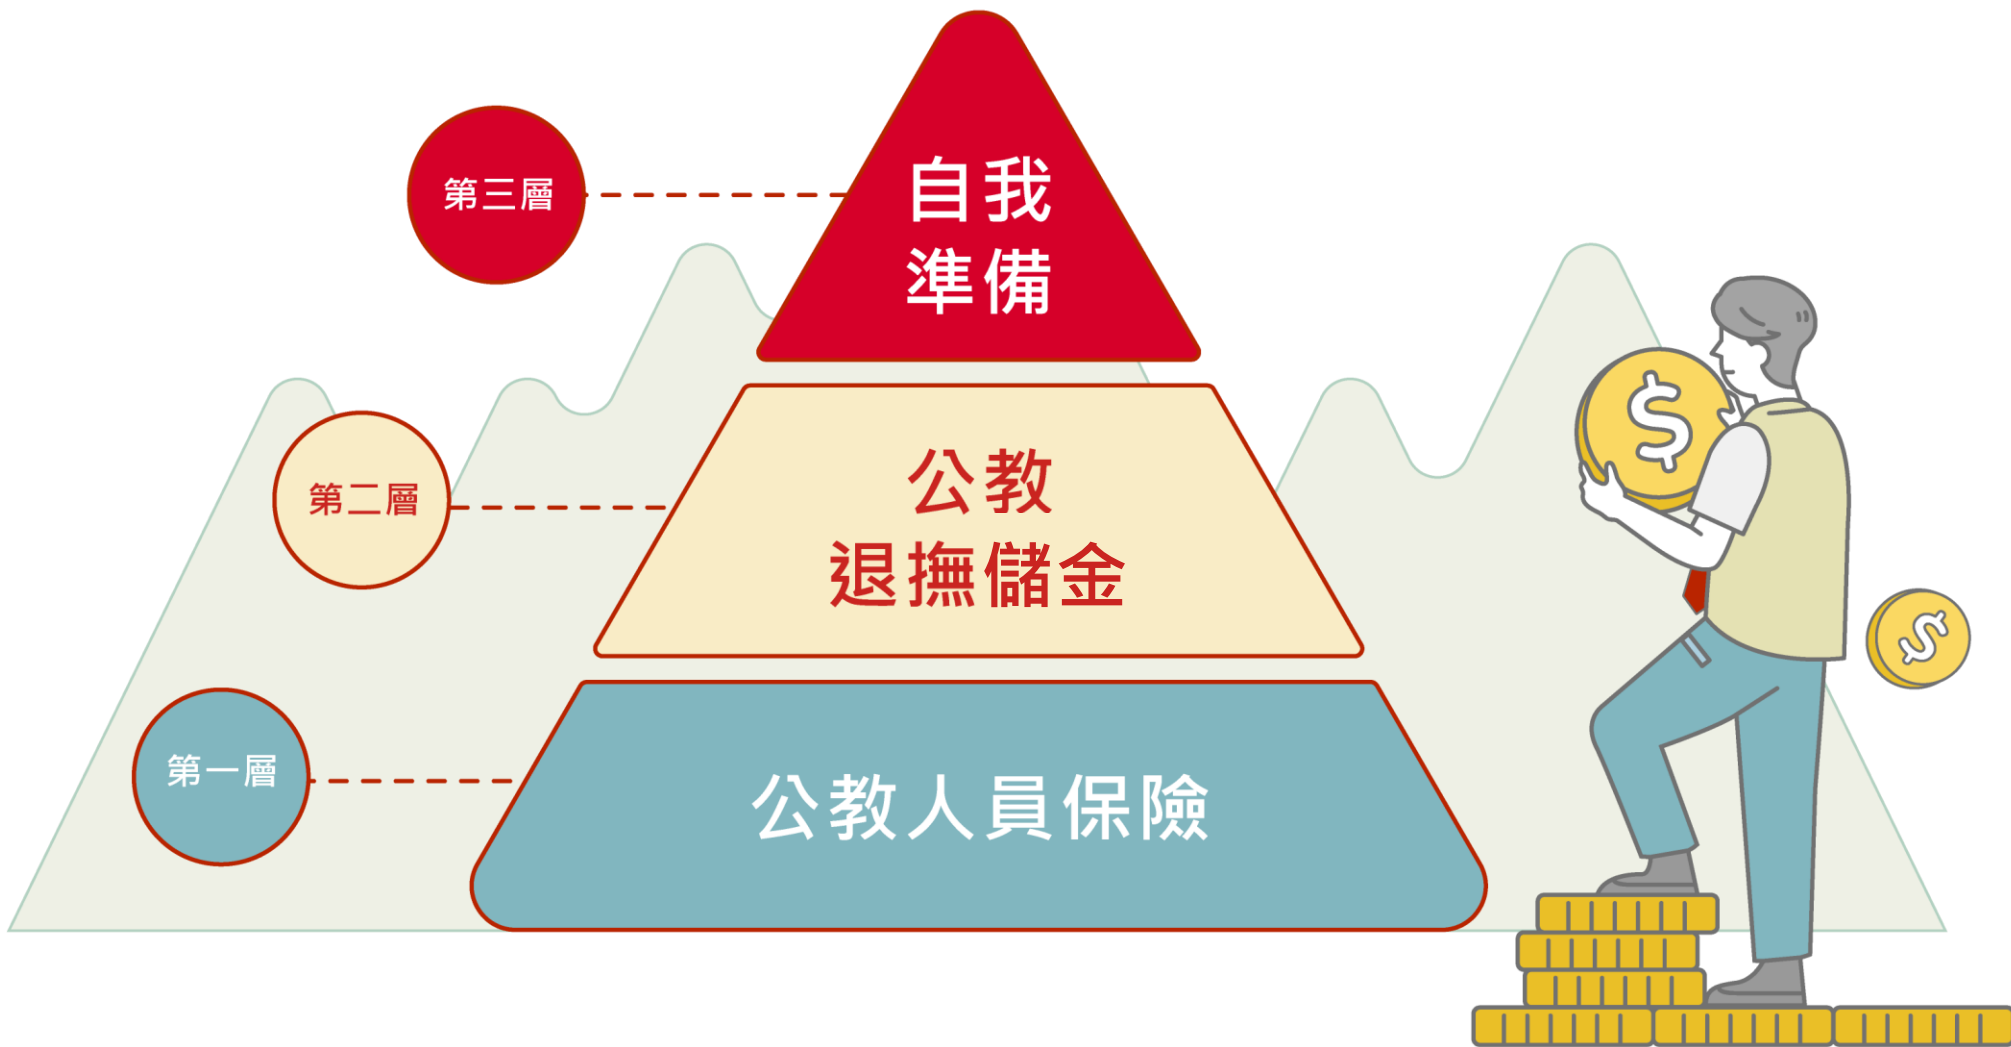 第三層
自我
準備
第二層
公教
退撫儲金
第一層
公教人員保險